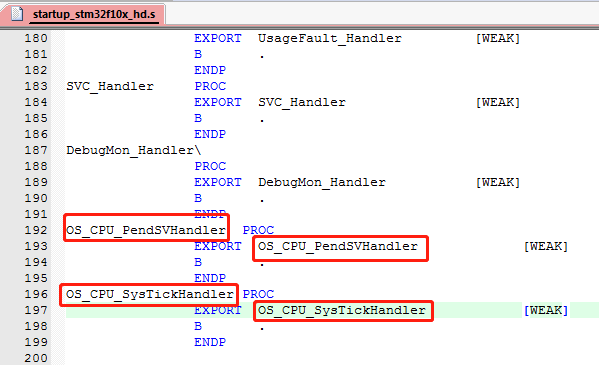 startup_stm32f10x_hd.s
180 EXPORT UsageFault_Handler [WEAK]
181 B .
182 ENDP
183 SVC_Handler PROC
184 EXPORT SVC_Handler [WEAK]
185 B .
186 ENDP
187 DebugMon_Handler\
188 PROC
189 EXPORT DebugMon_Handler [WEAK]
190 B .
191 ENDP
192 OS_CPU_PendSVHandler PROC
193 EXPORT OS_CPU_PendSVHandler [WEAK]
194 B .
195 ENDP
196 OS_CPU_SysTickHandler PROC
197 EXPORT OS_CPU_SysTickHandler [WEAK]
198 B .
199 ENDP
200